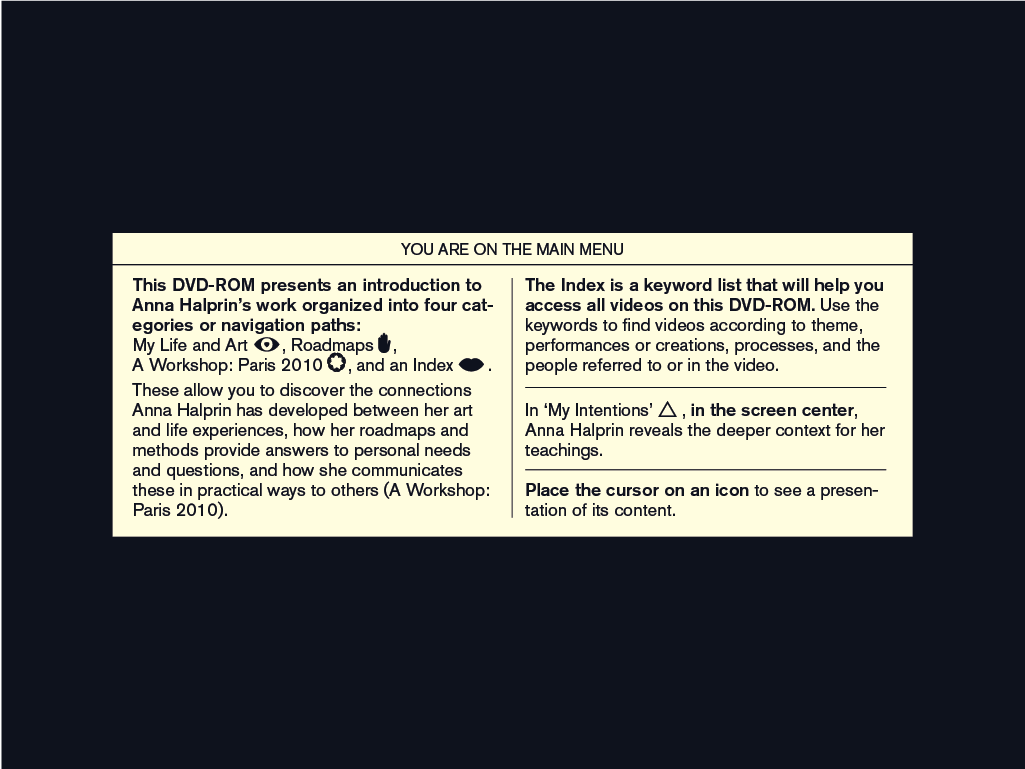 YOU ARE ON THE MAIN MENU
This DVD-ROM presents an introduction to
Anna Halprin's work organized into four cat-
egories or navigation paths:
My Life and Art , Roadmaps ,
A Workshop: Paris 2010 , and an Index .
These allow you to discover the connections
Anna Halprin has developed between her art
and life experiences, how her roadmaps and
methods provide answers to personal needs
and questions, and how she communicates
these in practical ways to others (A Workshop:
Paris 2010).
The Index is a keyword list that will help you
access all videos on this DVD-ROM. Use the
keywords to find videos according to theme,
performances or creations, processes, and the
people referred to or in the video.
In ‘My Intentions’ △ , in the screen center,
Anna Halprin reveals the deeper context for her
teachings.
Place the cursor on an icon to see a presen-
tation of its content.